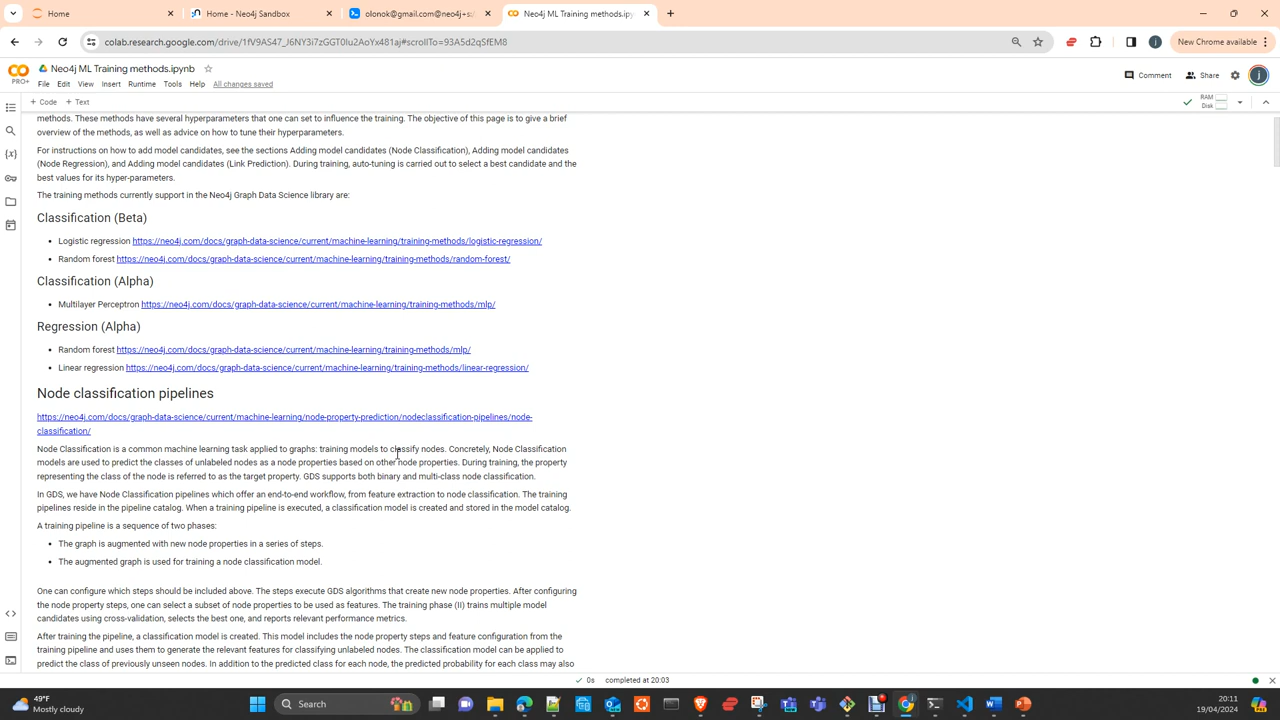 Home
Home - Neo4j Sandbox
olonok@gmail.com@neo4j+s:/
Neo4j ML Training methods.ipyn
colab.research.google.com/drive/1fV9AS47_J6NY3i7zGGT0Iu2AoYx481aj#scrollTo=93A5d2qSfEM8
New Chrome available
PRO+
Neo4j ML Training methods.ipynb
Comment
Share
File Edit View Insert Runtime Tools Help All changes saved
+ Code + Text
RAM
Disk
methods. These methods have several hyperparameters that one can set to influence the training. The objective of this page is to give a brief
overview of the methods, as well as advice on how to tune their hyperparameters.
For instructions on how to add model candidates, see the sections Adding model candidates (Node Classification), Adding model candidates
(Node Regression), and Adding model candidates (Link Prediction). During training, auto-tuning is carried out to select a best candidate and the
best values for its hyper-parameters.
The training methods currently support in the Neo4j Graph Data Science library are:
Classification (Beta)
• Logistic regression https://neo4j.com/docs/graph-data-science/current/machine-learning/training-methods/logistic-regression/
• Random forest https://neo4j.com/docs/graph-data-science/current/machine-learning/training-methods/random-forest/
Classification (Alpha)
• Multilayer Perceptron https://neo4j.com/docs/graph-data-science/current/machine-learning/training-methods/mlp/
Regression (Alpha)
• Random forest https://neo4j.com/docs/graph-data-science/current/machine-learning/training-methods/mlp/
• Linear regression https://neo4j.com/docs/graph-data-science/current/machine-learning/training-methods/linear-regression/
Node classification pipelines
https://neo4j.com/docs/graph-data-science/current/machine-learning/node-property-prediction/nodeclassification-pipelines/node-
classification/
Node Classification is a common machine learning task applied to graphs: training models to classify nodes. Concretely, Node Classification
models are used to predict the classes of unlabeled nodes as a node properties based on other node properties. During training, the property
representing the class of the node is referred to as the target property. GDS supports both binary and multi-class node classification.
In GDS, we have Node Classification pipelines which offer an end-to-end workflow, from feature extraction to node classification. The training
pipelines reside in the pipeline catalog. When a training pipeline is executed, a classification model is created and stored in the model catalog.
A training pipeline is a sequence of two phases:
• The graph is augmented with new node properties in a series of steps.
• The augmented graph is used for training a node classification model.
One can configure which steps should be included above. The steps execute GDS algorithms that create new node properties. After configuring
the node property steps, one can select a subset of node properties to be used as features. The training phase (II) trains multiple model
candidates using cross-validation, selects the best one, and reports relevant performance metrics.
After training the pipeline, a classification model is created. This model includes the node property steps and feature configuration from the
training pipeline and uses them to generate the relevant features for classifying unlabeled nodes. The classification model can be applied to
predict the class of previously unseen nodes. In addition to the predicted class for each node, the predicted probability for each class may also
0s completed at 20:03
49°F
Mostly cloudy
Search
20:11
19/04/2024